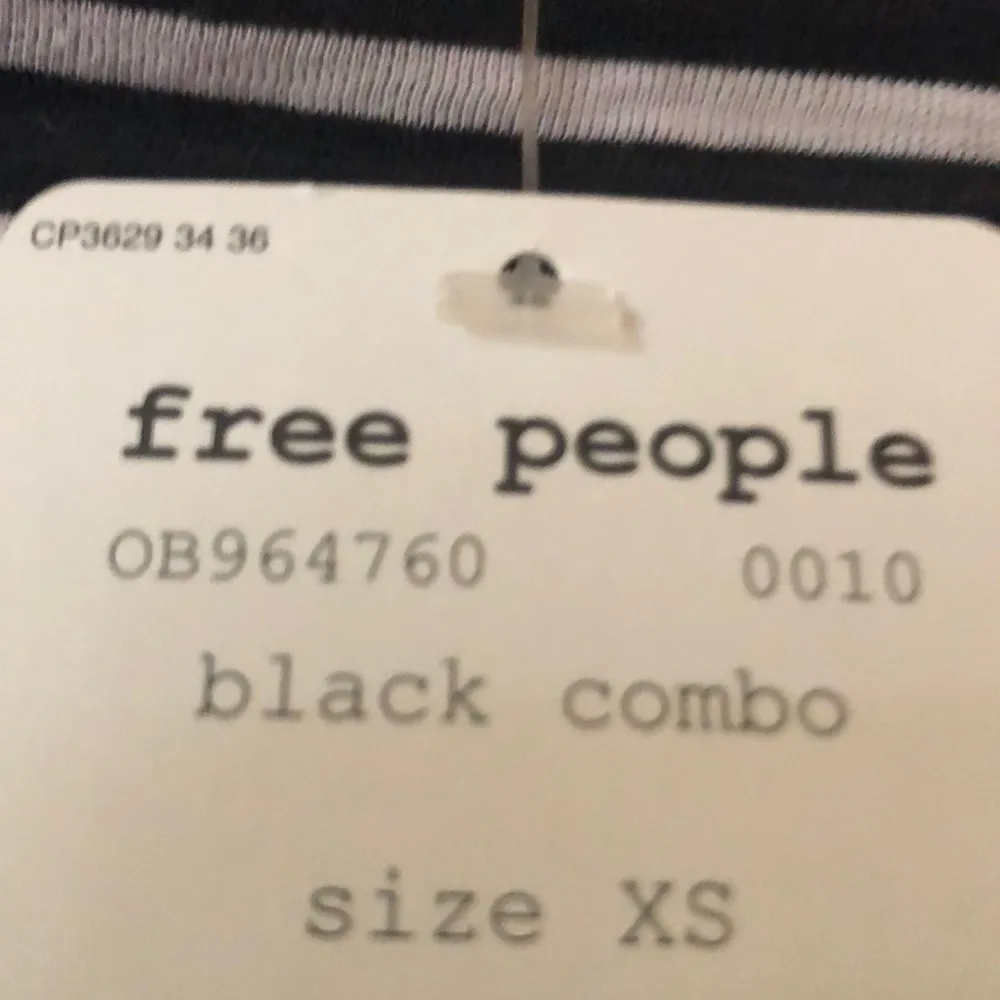 CP3629 34 36
free people
OB964760 0010
black combo
size XS